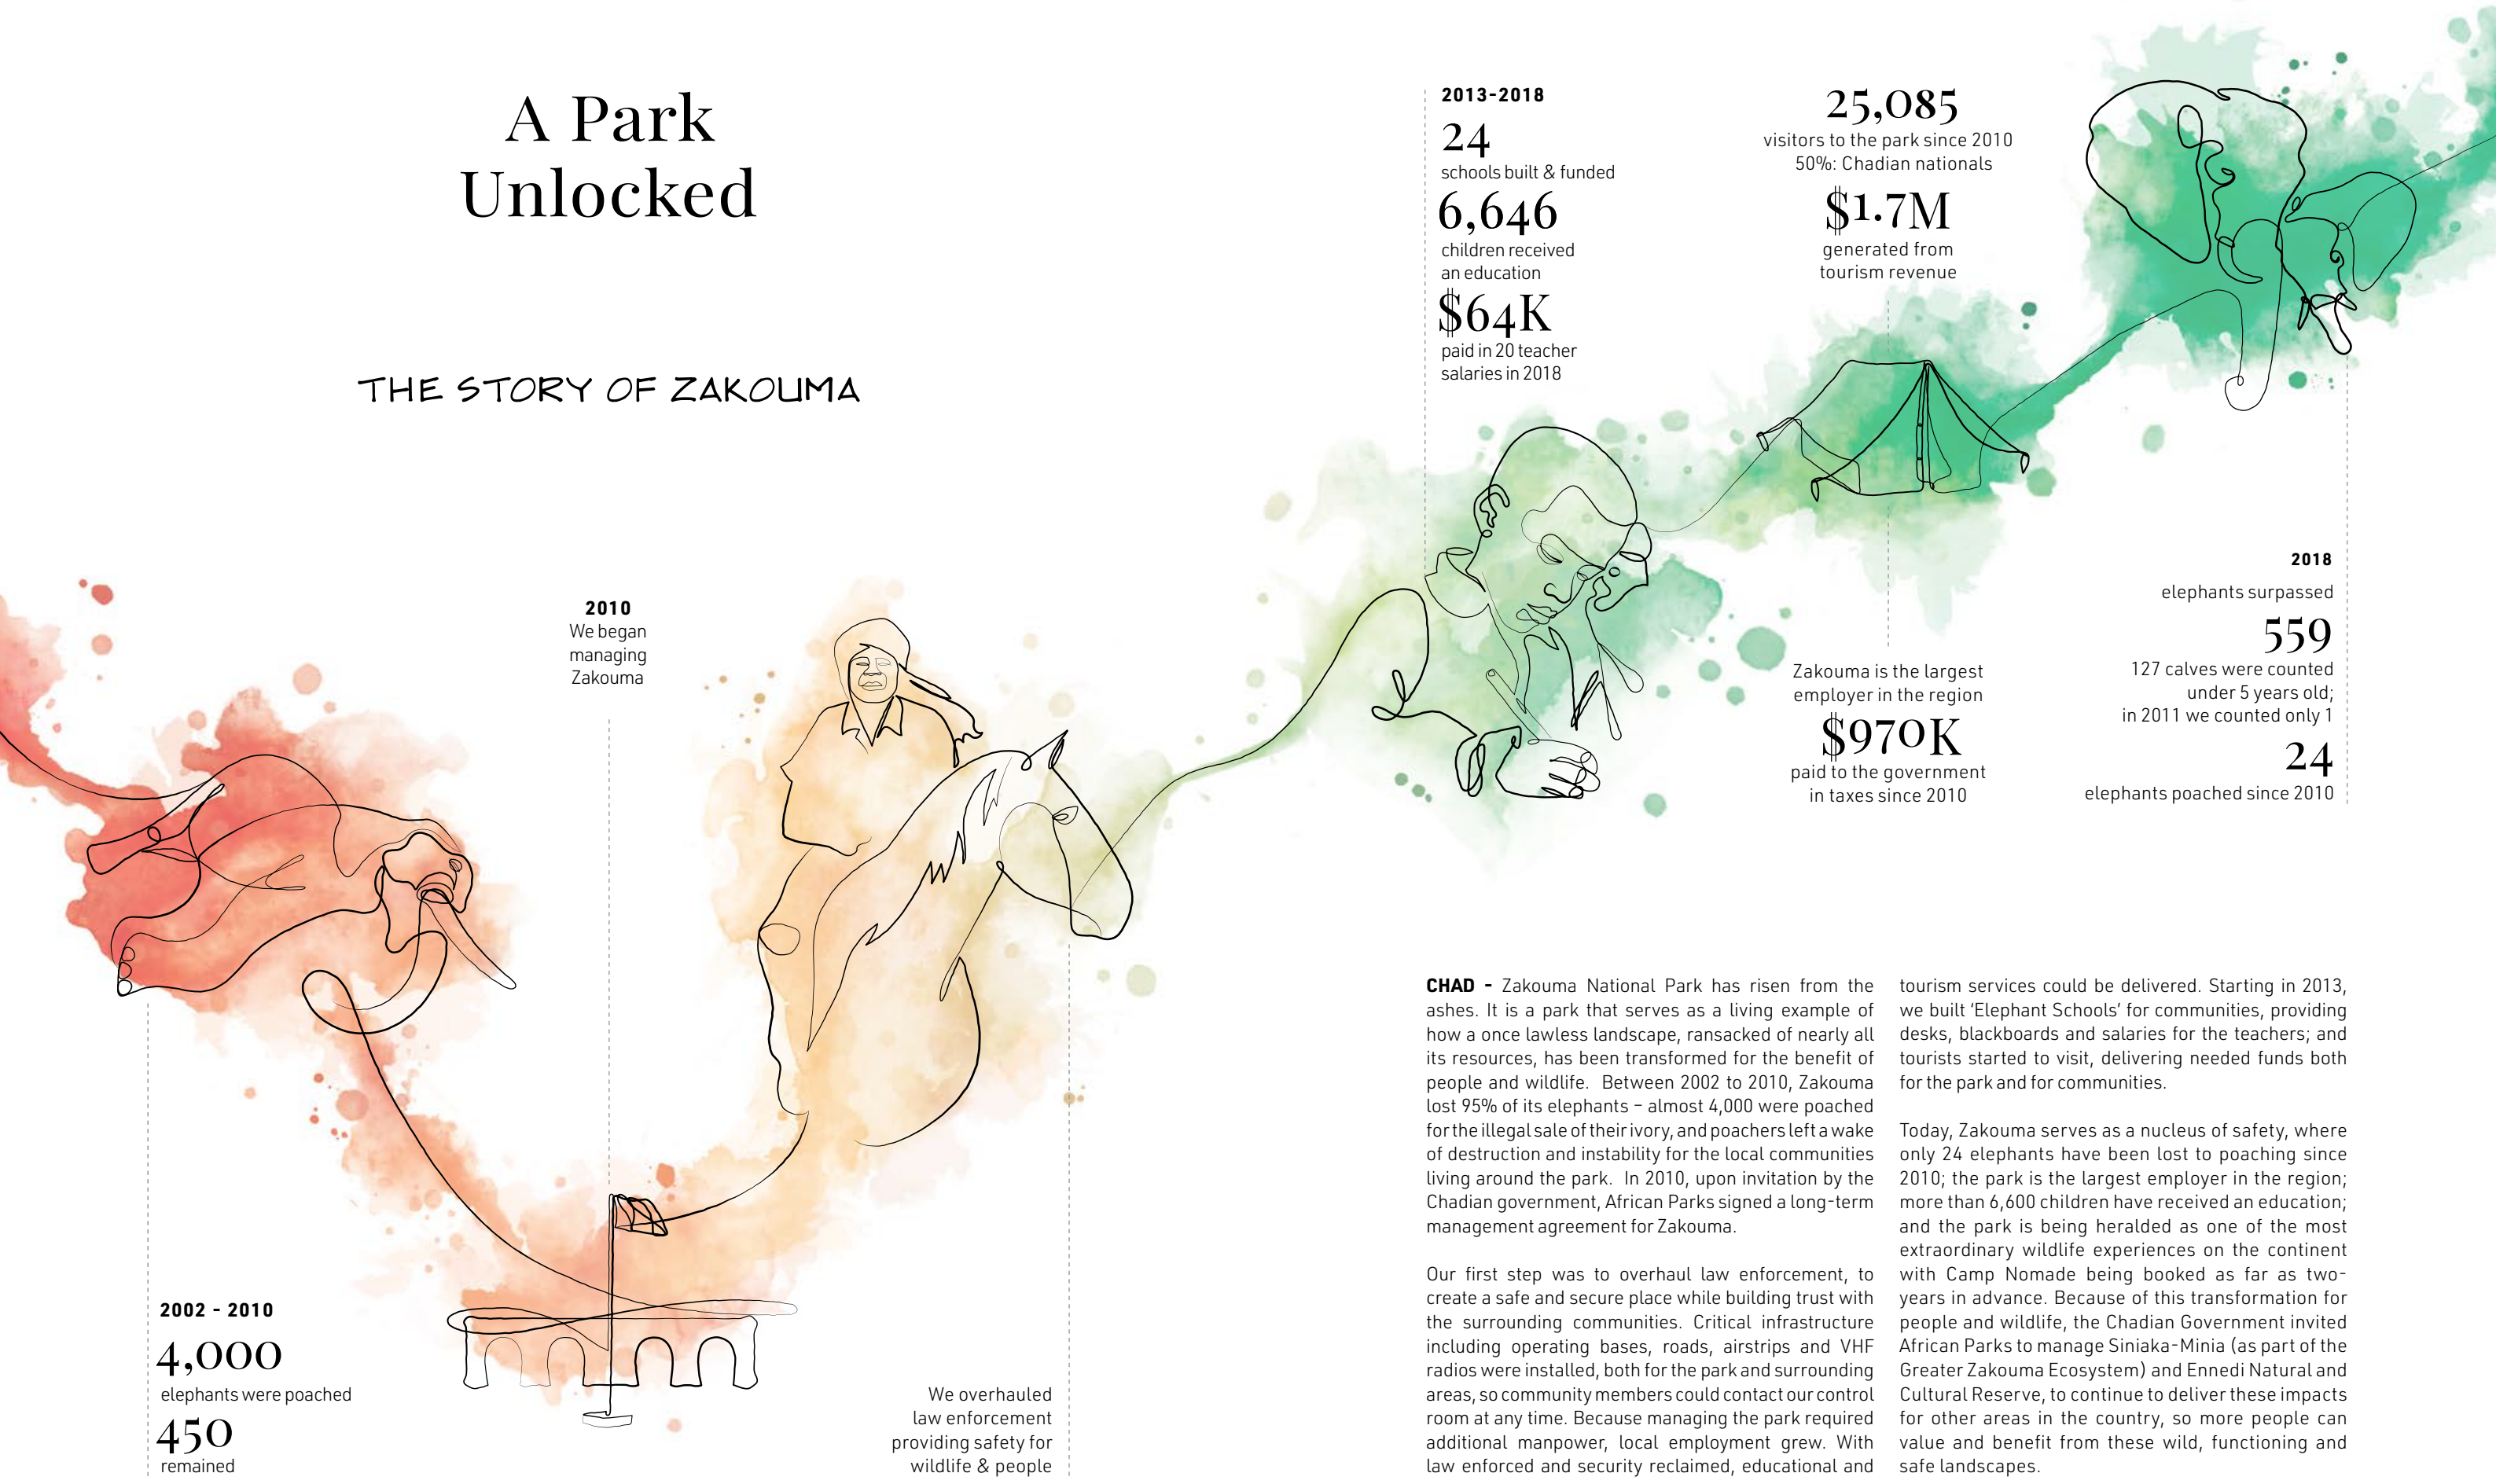 A Park
Unlocked
THE STORY OF ZAKOUMA
2002 - 2010
4,000
elephants were poached
450
remained
2010
We began
managing
Zakouma
We overhauled
law enforcement
providing safety for
wildlife & people
2013-2018
24
schools built & funded
6,646
children received
an education
$64K
paid in 20 teacher
salaries in 2018
25,085
visitors to the park since 2010
50%: Chadian nationals
$1.7M
generated from
tourism revenue
Zakouma is the largest
employer in the region
$970K
paid to the government
in taxes since 2010
2018
elephants surpassed
559
127 calves were counted
under 5 years old;
in 2011 we counted only 1
24
elephants poached since 2010
CHAD - Zakouma National Park has risen from the
ashes. It is a park that serves as a living example of
how a once lawless landscape, ransacked of nearly all
its resources, has been transformed for the benefit of
people and wildlife. Between 2002 to 2010, Zakouma
lost 95% of its elephants – almost 4,000 were poached
for the illegal sale of their ivory, and poachers left a wake
of destruction and instability for the local communities
living around the park. In 2010, upon invitation by the
Chadian government, African Parks signed a long-term
management agreement for Zakouma.
Our first step was to overhaul law enforcement, to
create a safe and secure place while building trust with
the surrounding communities. Critical infrastructure
including operating bases, roads, airstrips and VHF
radios were installed, both for the park and surrounding
areas, so community members could contact our control
room at any time. Because managing the park required
additional manpower, local employment grew. With
law enforced and security reclaimed, educational and
tourism services could be delivered. Starting in 2013,
we built ‘Elephant Schools’ for communities, providing
desks, blackboards and salaries for the teachers; and
tourists started to visit, delivering needed funds both
for the park and for communities.
Today, Zakouma serves as a nucleus of safety, where
only 24 elephants have been lost to poaching since
2010; the park is the largest employer in the region;
more than 6,600 children have received an education;
and the park is being heralded as one of the most
extraordinary wildlife experiences on the continent
with Camp Nomade being booked as far as two-
years in advance. Because of this transformation for
people and wildlife, the Chadian Government invited
African Parks to manage Siniaka-Minia (as part of the
Greater Zakouma Ecosystem) and Ennedi Natural and
Cultural Reserve, to continue to deliver these impacts
for other areas in the country, so more people can
value and benefit from these wild, functioning and
safe landscapes.